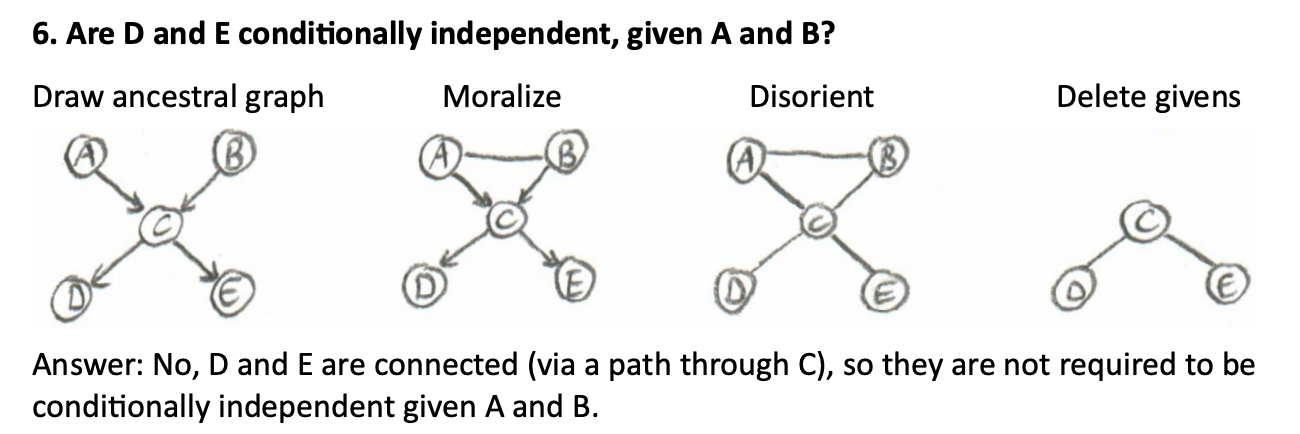 6. Are D and E conditionally independent, given A and B?
Draw ancestral graph Moralize Disorient Delete givens
A B A B A B
C C C C
D E D E D E D E
Answer: No, D and E are connected (via a path through C), so they are not required to be
conditionally independent given A and B.